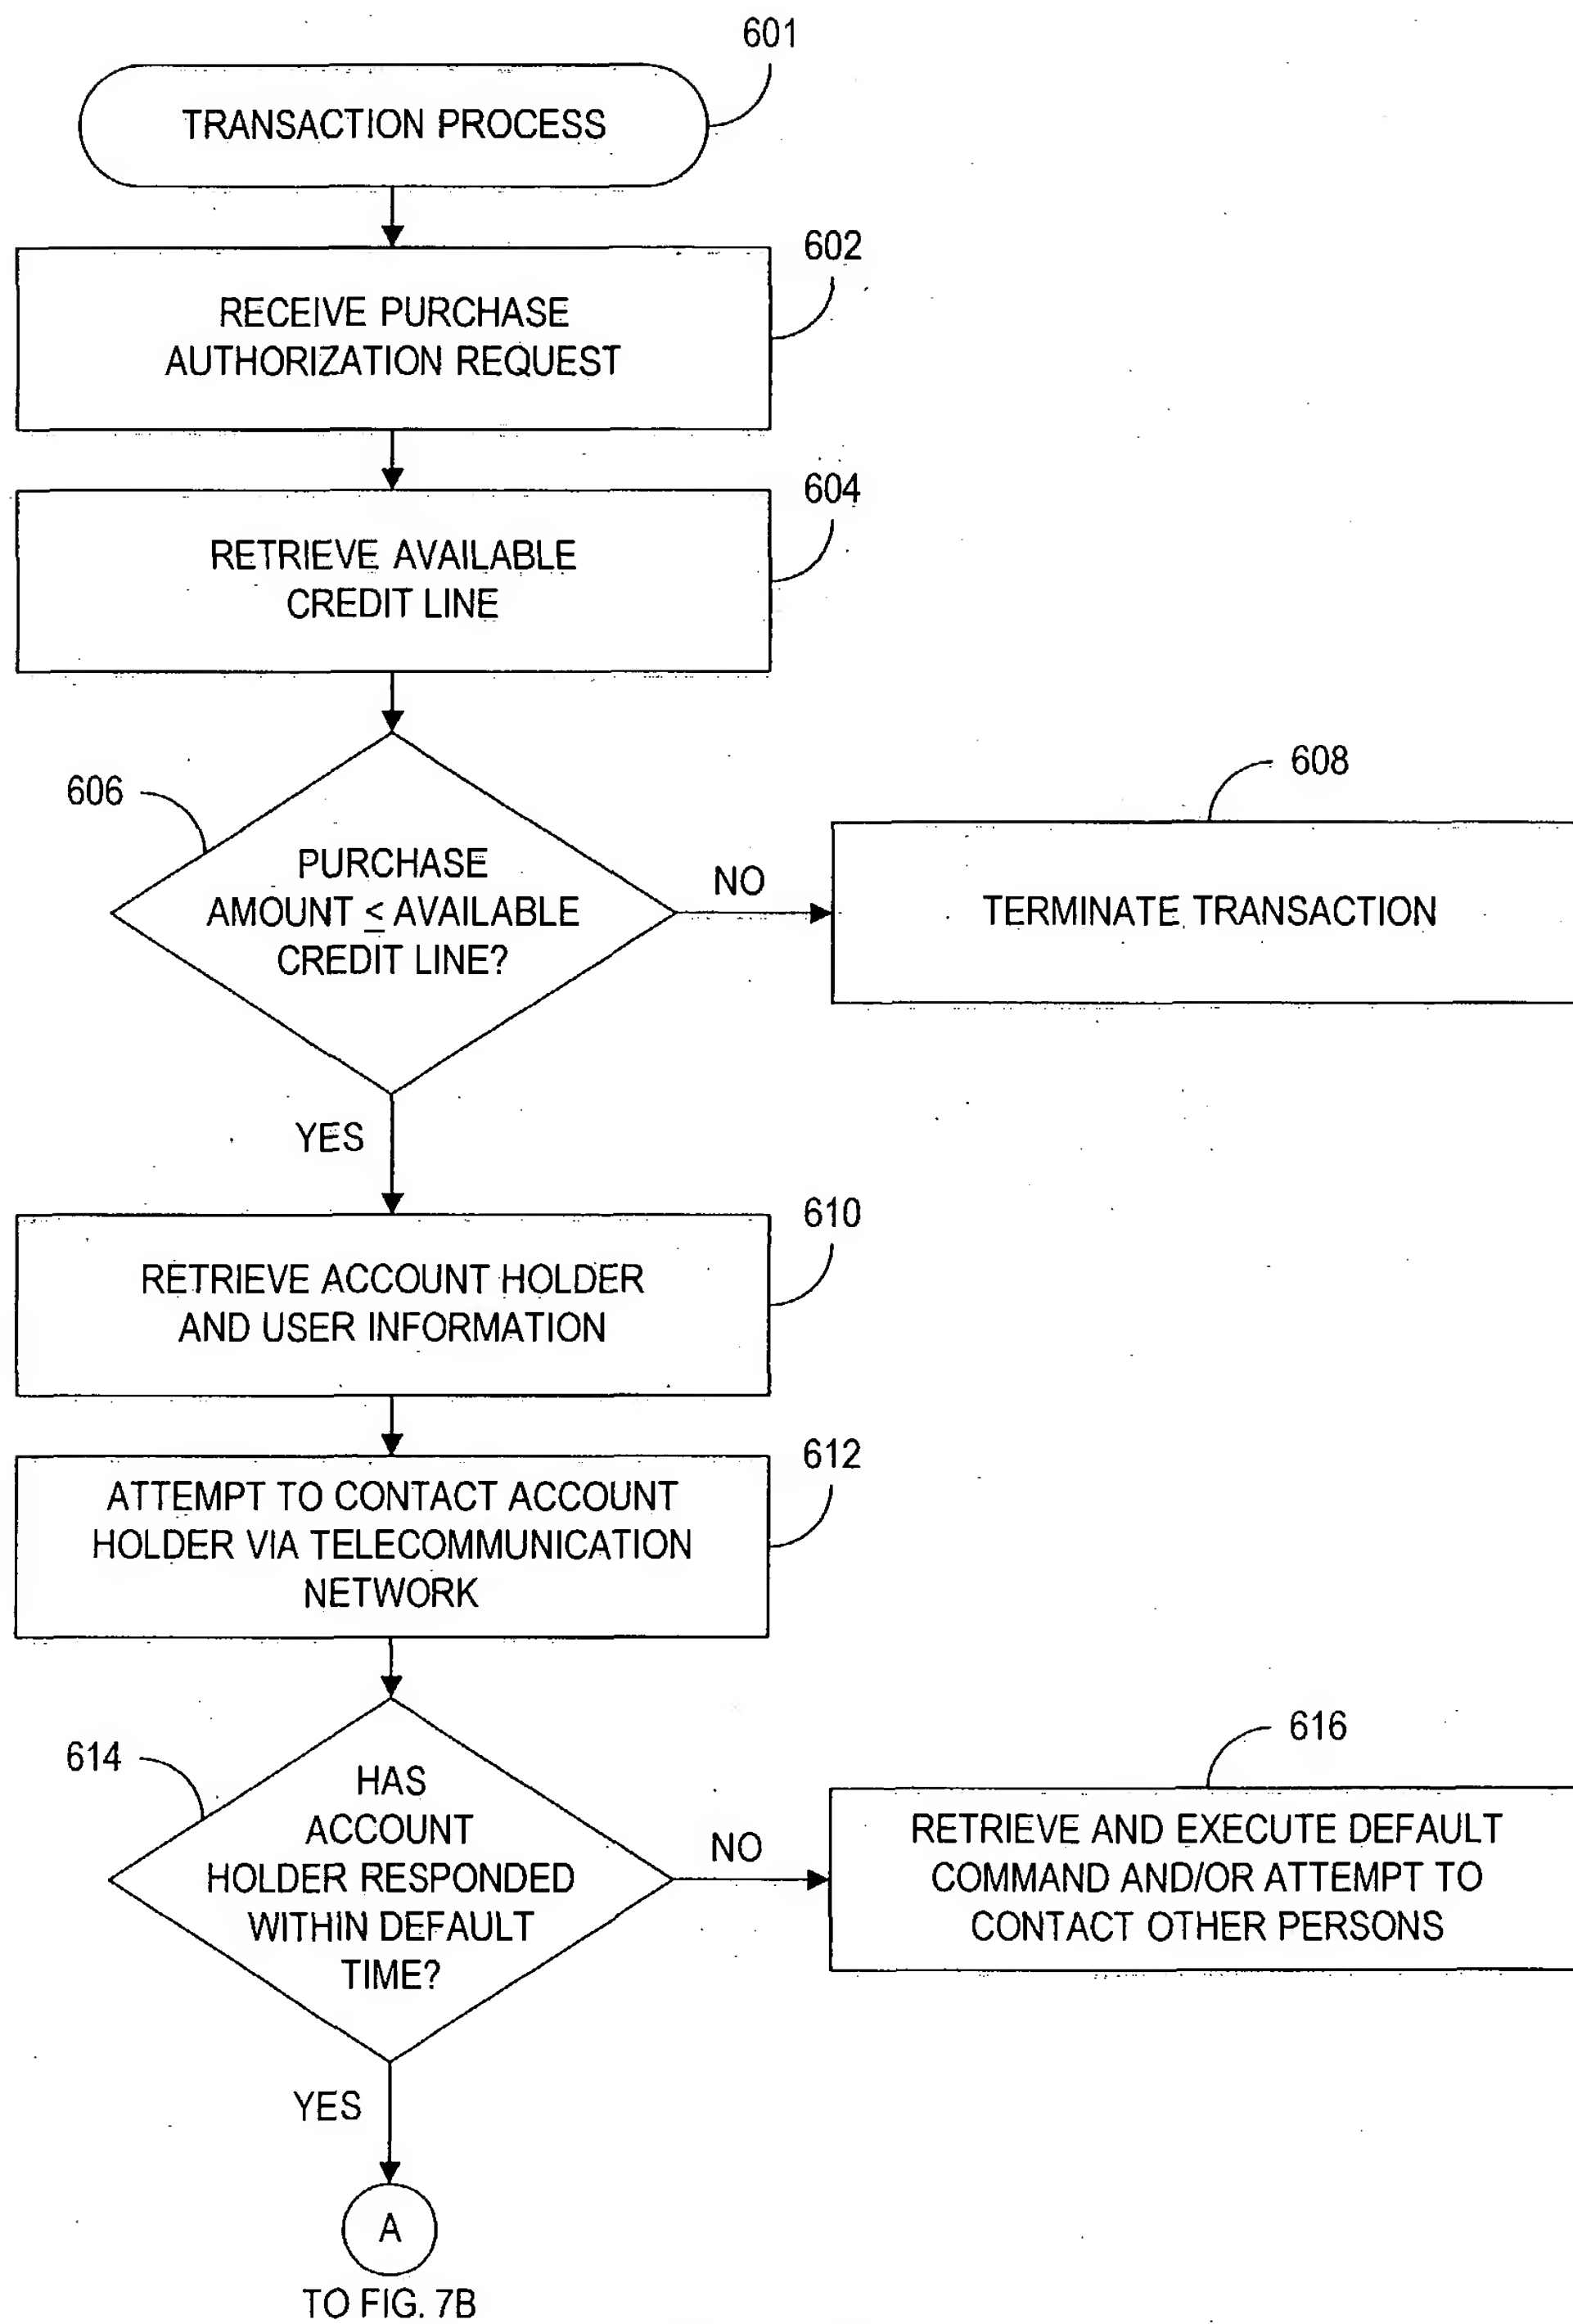 601
TRANSACTION PROCESS
602
RECEIVE PURCHASE
AUTHORIZATION REQUEST
604
RETRIEVE AVAILABLE
CREDIT LINE
606
PURCHASE
AMOUNT ≤ AVAILABLE
CREDIT LINE?
NO
608
TERMINATE TRANSACTION
YES
610
RETRIEVE ACCOUNT HOLDER
AND USER INFORMATION
612
ATTEMPT TO CONTACT ACCOUNT
HOLDER VIA TELECOMMUNICATION
NETWORK
614
HAS
ACCOUNT
HOLDER RESPONDED
WITHIN DEFAULT
TIME?
NO
616
RETRIEVE AND EXECUTE DEFAULT
COMMAND AND/OR ATTEMPT TO
CONTACT OTHER PERSONS
YES
A
TO FIG. 7B